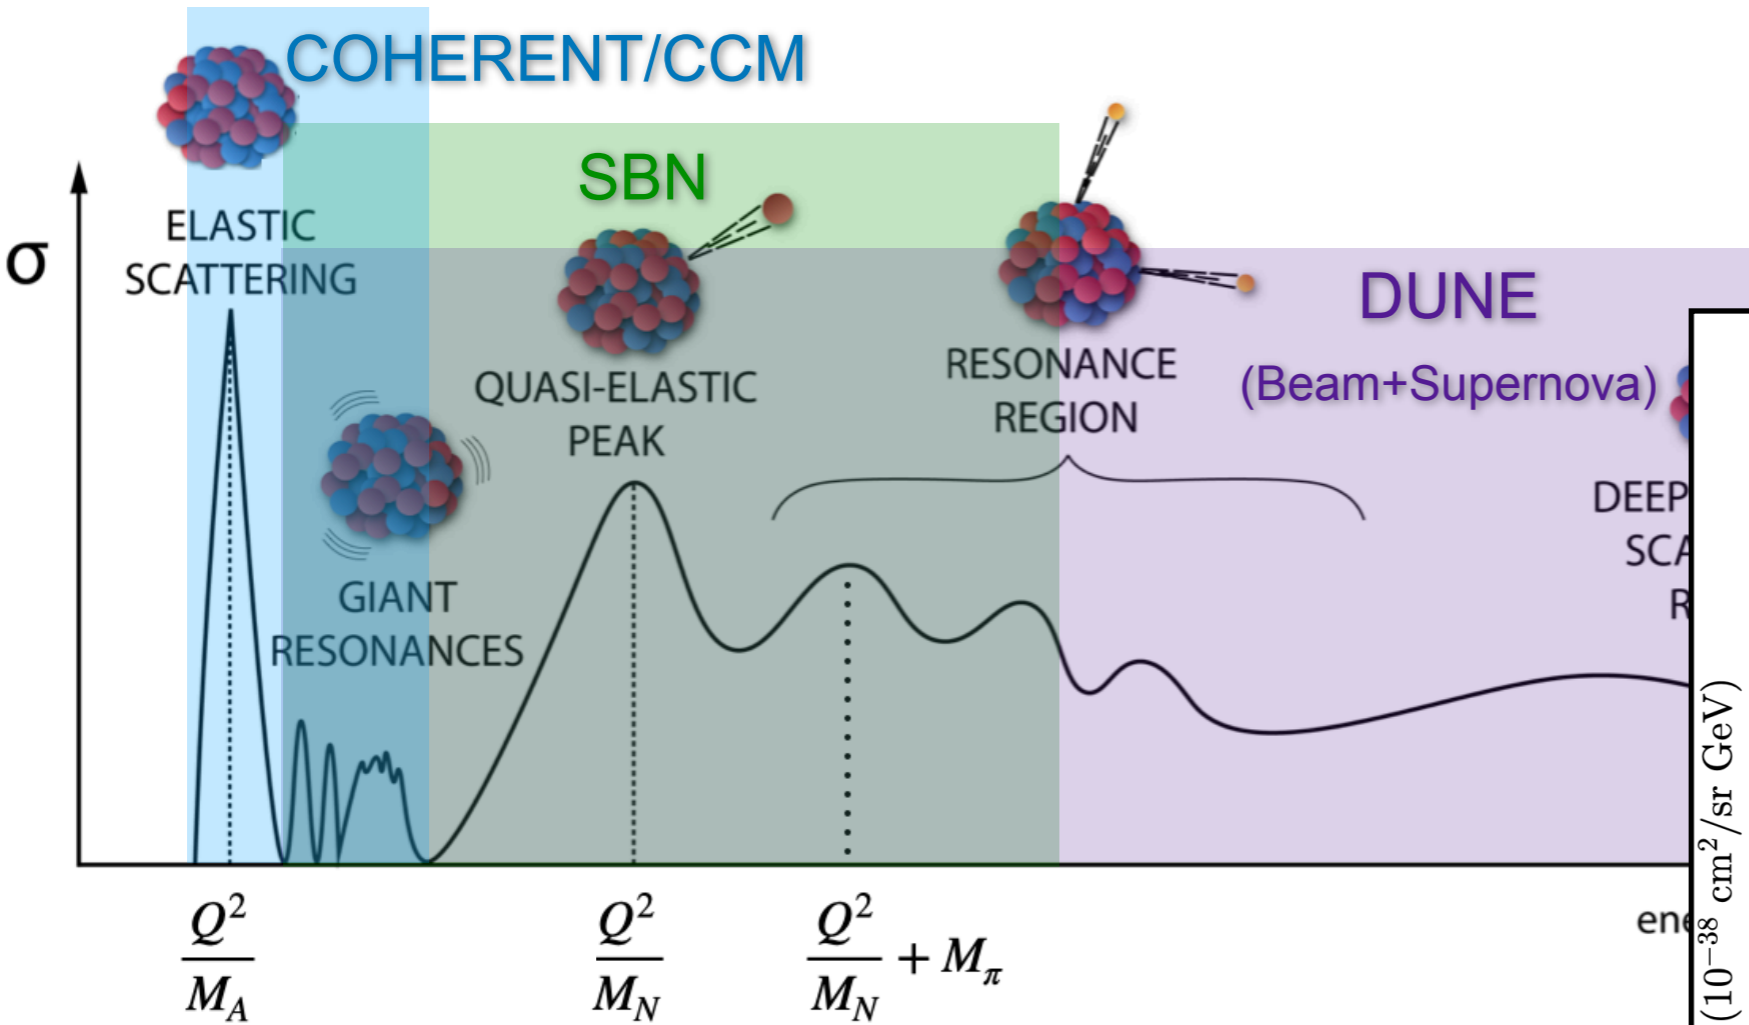 COHERENT/CCM
SBN
ELASTIC
SCATTERING
σ
DUNE
(Beam+Supernova)
RESONANCE
REGION
QUASI-ELASTIC
PEAK
GIANT
RESONANCES
DEEP
Q² / M_A
Q² / M_N
Q² / M_N + M_π
(10⁻³⁸ cm²/sr GeV)